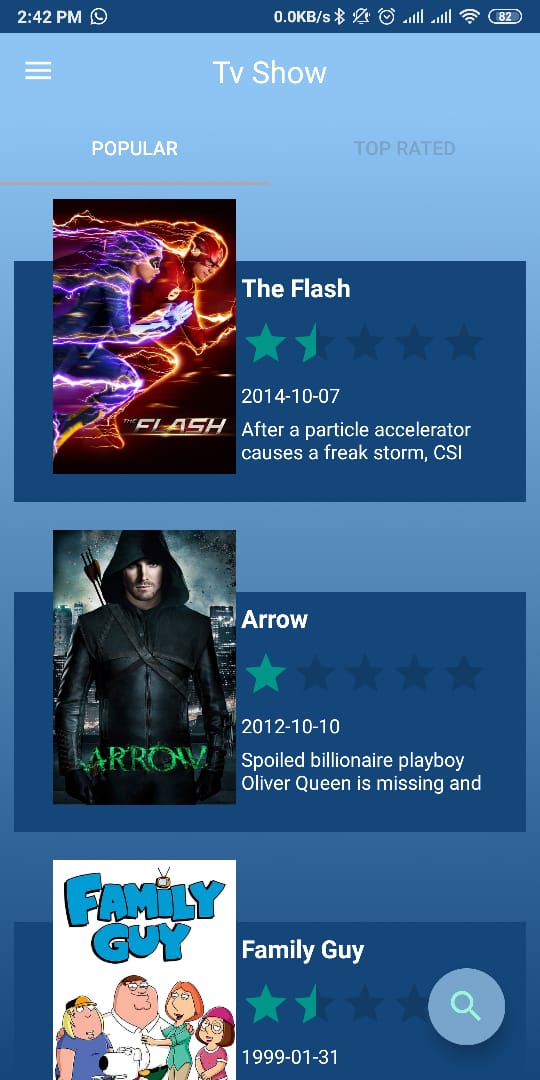 2:42 PM
0.0KB/s
82
Tv Show
POPULAR
TOP RATED
THE FLASH
The Flash
2014-10-07
After a particle accelerator
causes a freak storm, CSI
ARROW
Arrow
2012-10-10
Spoiled billionaire playboy
Oliver Queen is missing and
FAMILY
GUY
Family Guy
1999-01-31